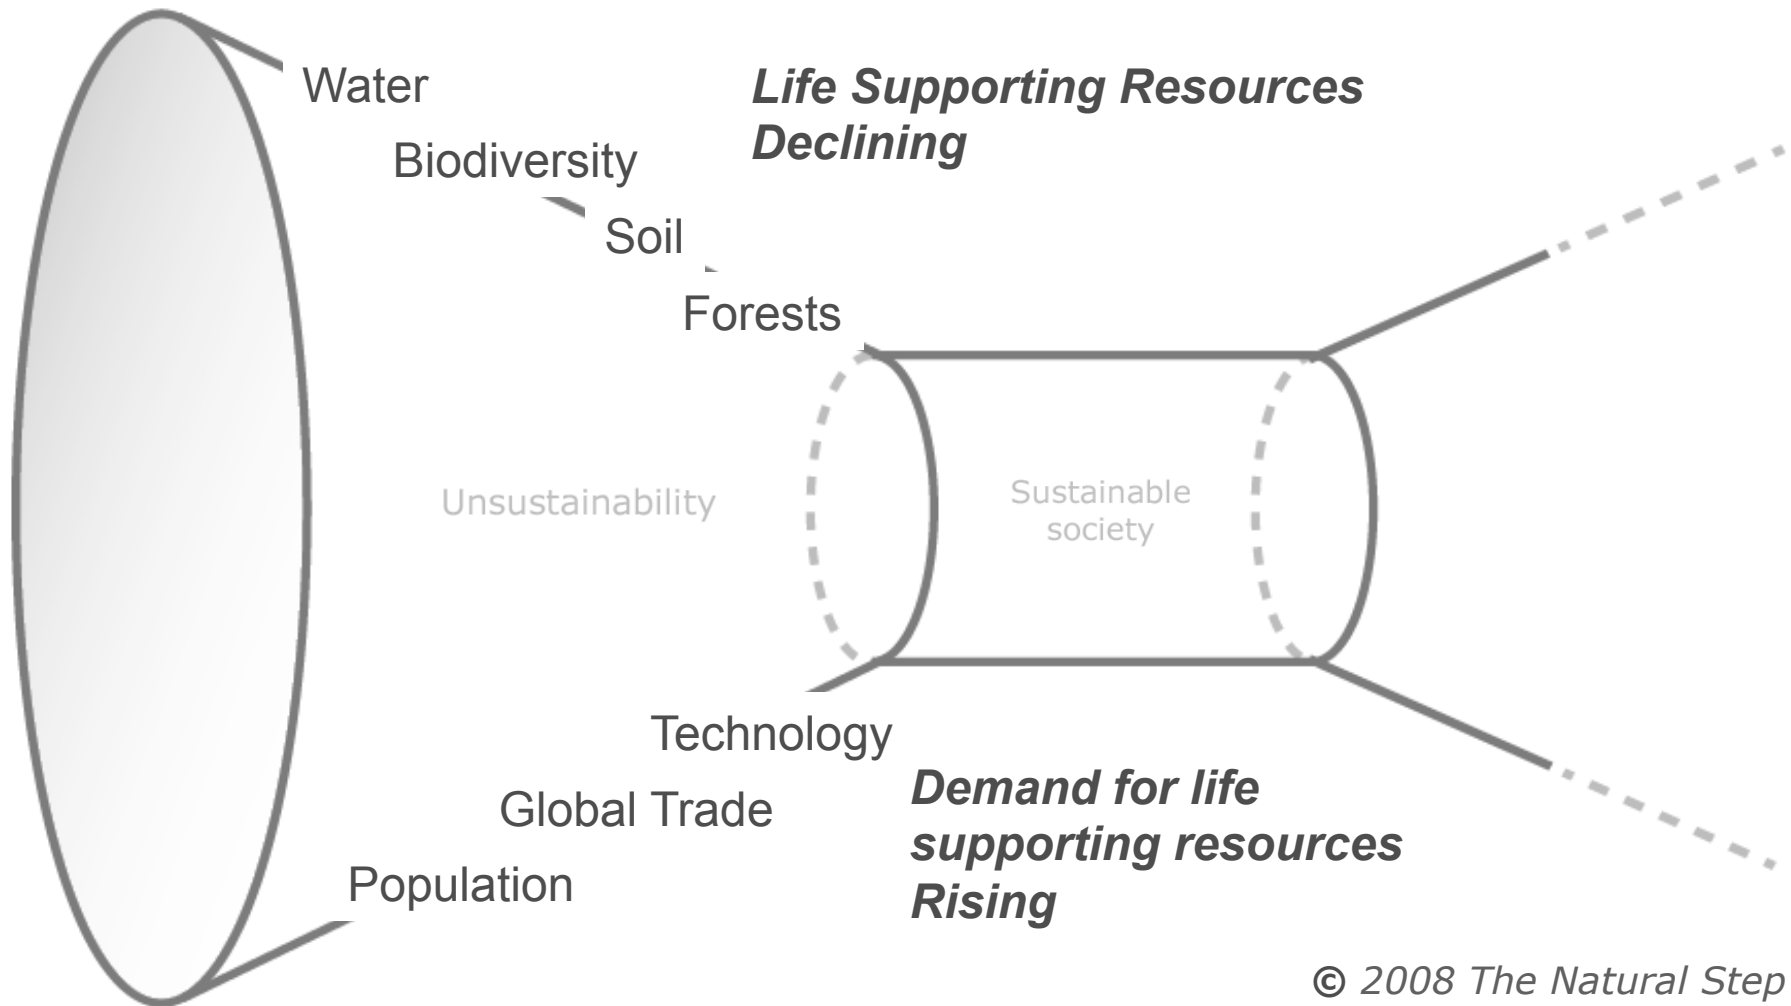 Water
Life Supporting Resources
Declining
Biodiversity
Soil
Forests
Unsustainability
Sustainable
society
Technology
Global Trade
Population
Demand for life
supporting resources
Rising
© 2008 The Natural Step